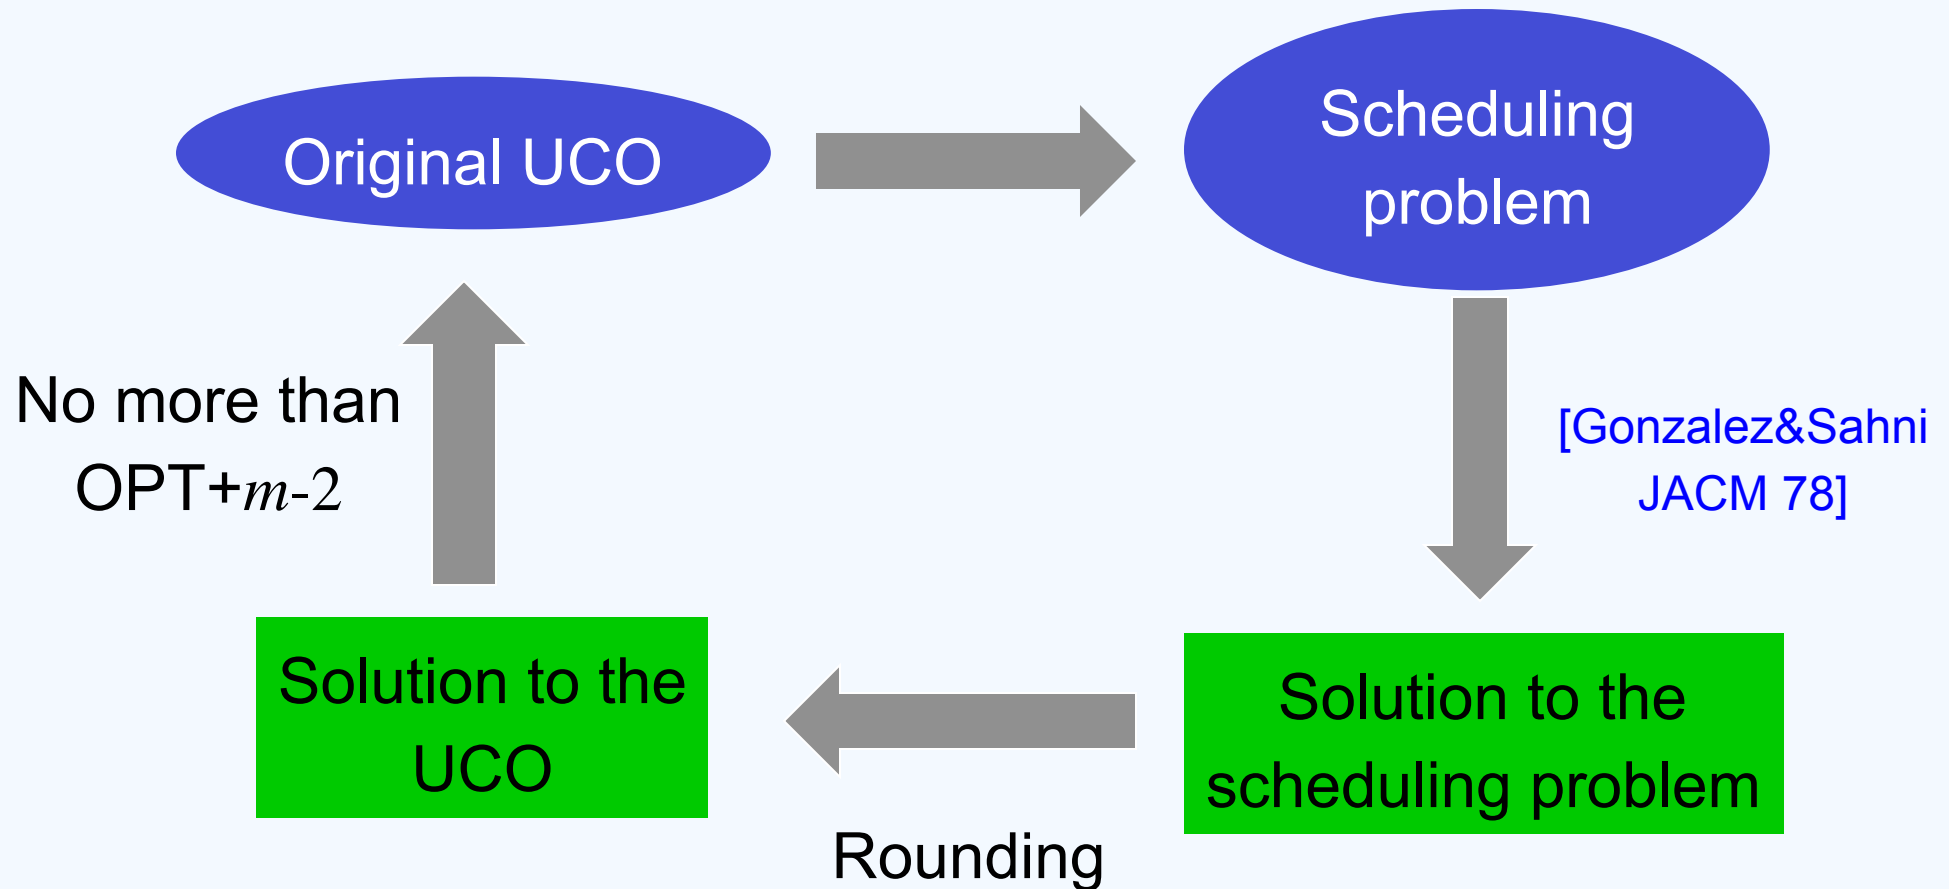 Original UCO
Scheduling
problem
No more than
OPT+m-2
[Gonzalez&Sahni
JACM 78]
Solution to the
UCO
Solution to the
scheduling problem
Rounding